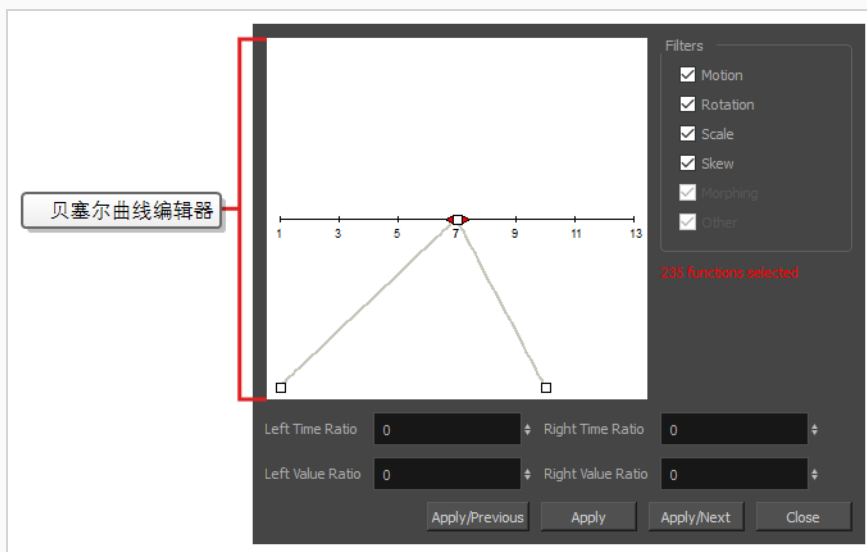 贝塞尔曲线编辑器
1 3 5 7 9 11 13
Filters
Motion
Rotation
Scale
Skew
Morphing
Other
235 functions selected
Left Time Ratio 0 Right Time Ratio 0
Left Value Ratio 0 Right Value Ratio 0
Apply/Previous Apply Apply/Next Close